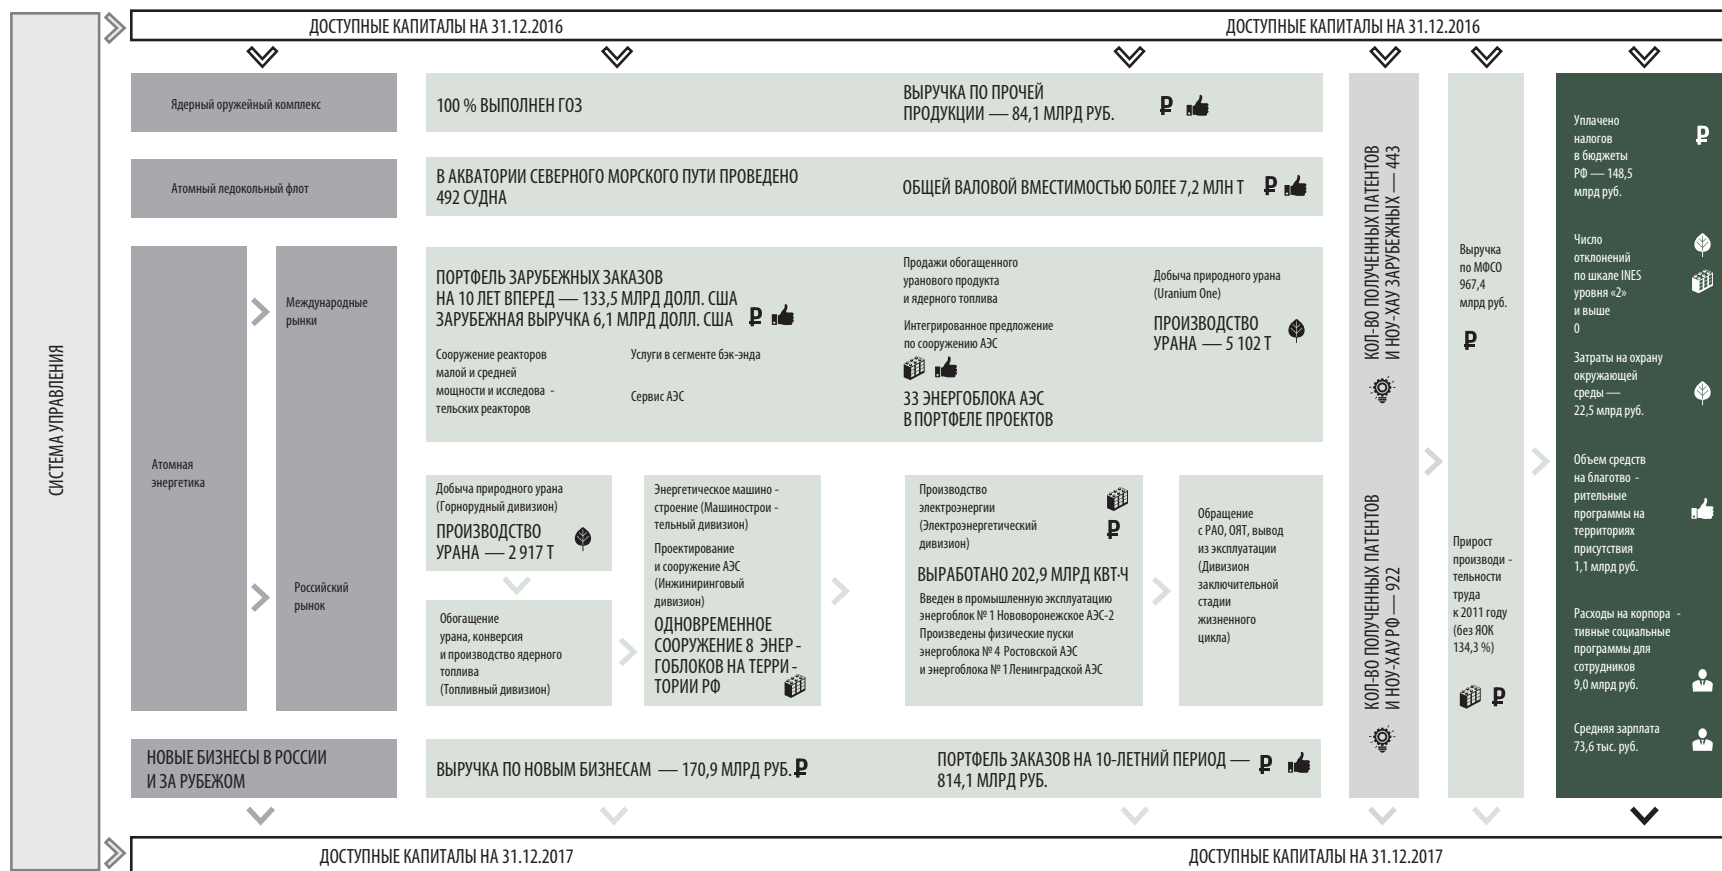 СИСТЕМА УПРАВЛЕНИЯ
ДОСТУПНЫЕ КАПИТАЛЫ НА 31.12.2016
ДОСТУПНЫЕ КАПИТАЛЫ НА 31.12.2016
Ядерный оружейный комплекс
100 % ВЫПОЛНЕН ГОЗ
ВЫРУЧКА ПО ПРОЧЕЙ
ПРОДУКЦИИ — 84,1 МЛРД РУБ.
Атомный ледокольный флот
В АКВАТОРИИ СЕВЕРНОГО МОРСКОГО ПУТИ ПРОВЕДЕНО
492 СУДНА
ОБЩЕЙ ВАЛОВОЙ ВМЕСТИМОСТЬЮ БОЛЕЕ 7,2 МЛН Т
Атомная
энергетика
Международные
рынки
ПОРТФЕЛЬ ЗАРУБЕЖНЫХ ЗАКАЗОВ
НА 10 ЛЕТ ВПЕРЕД — 133,5 МЛРД ДОЛЛ. США
ЗАРУБЕЖНАЯ ВЫРУЧКА 6,1 МЛРД ДОЛЛ. США
Сооружение реакторов
малой и средней
мощности и исследова -
тельских реакторов
Услуги в сегменте бэк-энда
Сервис АЭС
Продажи обогащенного
уранового продукта
и ядерного топлива
Интегрированное предложение
по сооружению АЭС
33 ЭНЕРГОБЛОКА АЭС
В ПОРТФЕЛЕ ПРОЕКТОВ
Добыча природного урана
(Uranium One)
ПРОИЗВОДСТВО
УРАНА — 5 102 Т
Российский
рынок
Добыча природного урана
(Горнорудный дивизион)
ПРОИЗВОДСТВО
УРАНА — 2 917 Т
Обогащение
урана, конверсия
и производство ядерного
топлива
(Топливный дивизион)
Энергетическое машино -
строение (Машинострои -
тельный дивизион)
Проектирование
и сооружение АЭС
(Инжиниринговый
дивизион)
ОДНОВРЕМЕННОЕ
СООРУЖЕНИЕ 8 ЭНЕР -
ГОБЛОКОВ НА ТЕРРИ -
ТОРИИ РФ
Производство
электроэнергии
(Электроэнергетический
дивизион)
ВЫРАБОТАНО 202,9 МЛРД КВТ·Ч
Введен в промышленную эксплуатацию
энергоблок № 1 Нововоронежское АЭС-2
Произведены физические пуски
энергоблока № 4 Ростовской АЭС
и энергоблока № 1 Ленинградской АЭС
Обращение
с РАО, ОЯТ, вывод
из эксплуатации
(Дивизион
заключительной
стадии
жизненного
цикла)
НОВЫЕ БИЗНЕСЫ В РОССИИ
И ЗА РУБЕЖОМ
ВЫРУЧКА ПО НОВЫМ БИЗНЕСАМ — 170,9 МЛРД РУБ.
ПОРТФЕЛЬ ЗАКАЗОВ НА 10-ЛЕТНИЙ ПЕРИОД —
814,1 МЛРД РУБ.
КОЛ-ВО ПОЛУЧЕННЫХ ПАТЕНТОВ
И НОУ-ХАУ ЗАРУБЕЖНЫХ — 443
КОЛ-ВО ПОЛУЧЕННЫХ ПАТЕНТОВ
И НОУ-ХАУ РФ — 922
Выручка
по МФСО
967,4
млрд руб.
Прирост
производи -
тельности
труда
к 2011 году
(без ЯОК
134,3 %)
Уплачено
налогов
в бюджеты
РФ — 148,5
млрд руб.
Число
отклонений
по шкале INES
уровня «2»
и выше
0
Затраты на охрану
окружающей
среды —
22,5 млрд руб.
Объем средств
на благотво -
рительные
программы на
территориях
присутствия
1,1 млрд руб.
Расходы на корпора -
тивные социальные
программы для
сотрудников
9,0 млрд руб.
Средняя зарплата
73,6 тыс. руб.
ДОСТУПНЫЕ КАПИТАЛЫ НА 31.12.2017
ДОСТУПНЫЕ КАПИТАЛЫ НА 31.12.2017